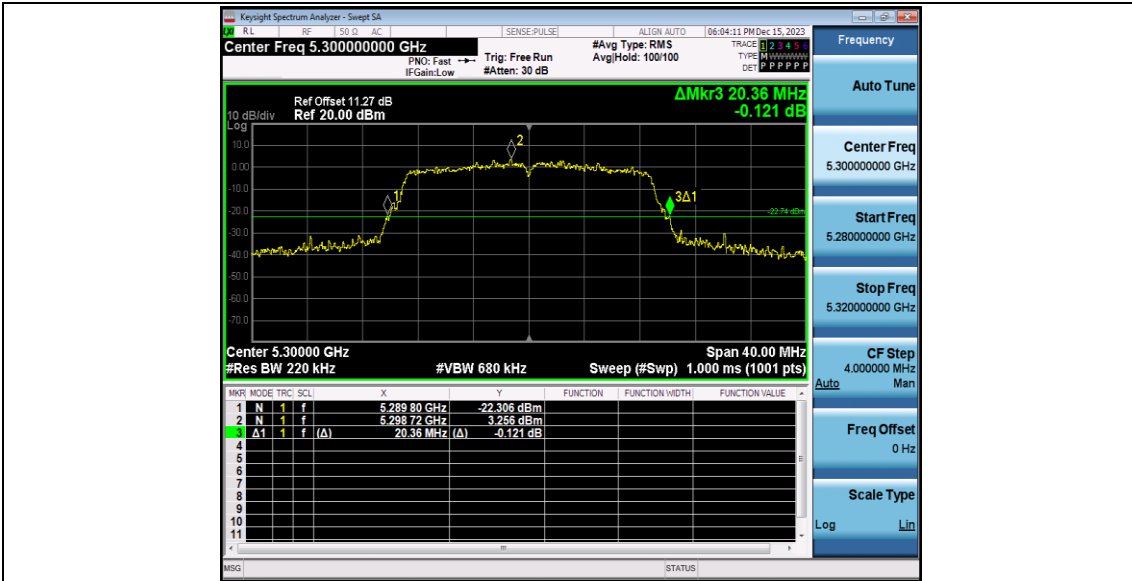 Keysight Spectrum Analyzer - Swept SA
RL RF 50 Ω AC SENSE:PULSE ALIGN AUTO 06:04:11 PM Dec 15, 2023
Center Freq 5.300000000 GHz
PNO: Fast
IFGain:Low
Trig: Free Run
#Atten: 30 dB
#Avg Type: RMS
Avg|Hold: 100/100
TRACE 1 2 3 4 5 6
TYPE M WWWWW
DET P P P P P P
ΔMkr3 20.36 MHz
-0.121 dB
Ref Offset 11.27 dB
10 dB/div Ref 20.00 dBm
Log
10.0
0.00
-10.0
-20.0
-30.0
-40.0
-50.0
-60.0
-70.0
1
2
3Δ1
-22.74 dBm
Center 5.30000 GHz Span 40.00 MHz
#Res BW 220 kHz #VBW 680 kHz Sweep (#Swp) 1.000 ms (1001 pts)
MKR MODE TRC SCL X Y FUNCTION FUNCTION WIDTH FUNCTION VALUE
1 N 1 f 5.289 80 GHz -22.306 dBm
2 N 1 f 5.298 72 GHz 3.256 dBm
3 Δ1 1 f (Δ) 20.36 MHz (Δ) -0.121 dB
4
5
6
7
8
9
10
11
MSG STATUS
Frequency
Auto Tune
Center Freq
5.300000000 GHz
Start Freq
5.280000000 GHz
Stop Freq
5.320000000 GHz
CF Step
4.000000 MHz
Auto Man
Freq Offset
0 Hz
Scale Type
Log Lin